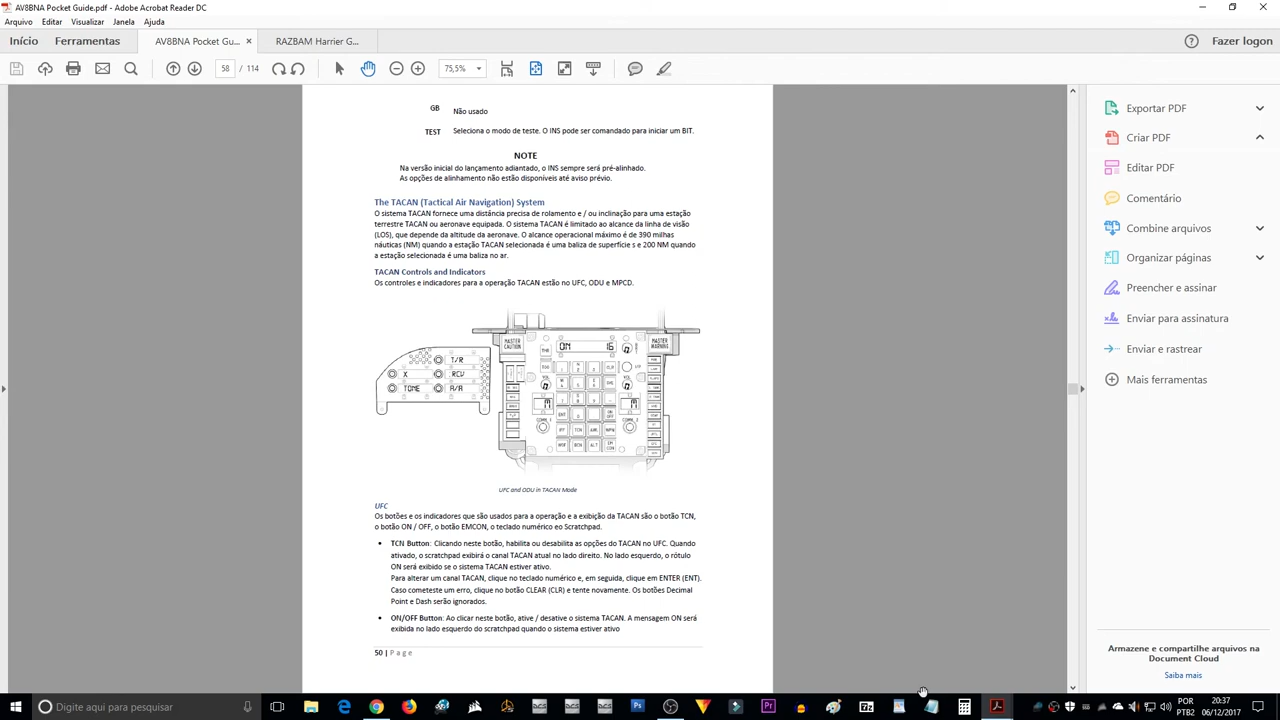 AV8BNA Pocket Guide.pdf - Adobe Acrobat Reader DC
Arquivo Editar Visualizar Janela Ajuda
Início Ferramentas AV8BNA Pocket Gu... × RAZBAM Harrier G... Fazer logon
58 / 114 75,5%
GB Não usado
TEST Seleciona o modo de teste. O INS pode ser comandado para iniciar um BIT.
NOTE
Na versão inicial do lançamento adiantado, o INS sempre será pré-alinhado.
As opções de alinhamento não estão disponíveis até aviso prévio.
The TACAN (Tactical Air Navigation) System
O sistema TACAN fornece uma distância precisa de rolamento e / ou inclinação para uma estação
terrestre TACAN ou aeronave equipada. O sistema TACAN é limitado ao alcance da linha de visão
(LOS), que depende da altitude da aeronave. O alcance operacional máximo é de 390 milhas
náuticas (NM) quando a estação TACAN selecionada é uma baliza de superfície s e 200 NM quando
a estação selecionada é uma baliza no ar.
TACAN Controls and Indicators
Os controles e indicadores para a operação TACAN estão no UFC, ODU e MPCD.
MASTER CAUTION
ON 16
MASTER WARNING
T/R
X RCV
TONE A/A
UFC and ODU in TACAN Mode
UFC
Os botões e os indicadores que são usados para a operação e a exibição da TACAN são o botão TCN,
o botão ON / OFF, o botão EMCON, o teclado numérico eo Scratchpad.
• TCN Button: Clicando neste botão, habilita ou desabilita as opções do TACAN no UFC. Quando
ativado, o scratchpad exibirá o canal TACAN atual no lado direito. No lado esquerdo, o rótulo
ON será exibido se o sistema TACAN estiver ativo.
Para alterar um canal TACAN, clique no teclado numérico e, em seguida, clique em ENTER (ENT).
Caso cometeste um erro, clique no botão CLEAR (CLR) e tente novamente. Os botões Decimal
Point e Dash serão ignorados.
• ON/OFF Button: Ao clicar neste botão, ative / desative o sistema TACAN. A mensagem ON será
exibida no lado esquerdo do scratchpad quando o sistema estiver ativo
50 | Page
Exportar PDF
Criar PDF
Editar PDF
Comentário
Combine arquivos
Organizar páginas
Preencher e assinar
Enviar para assinatura
Enviar e rastrear
Mais ferramentas
Armazene e compartilhe arquivos no
Document Cloud
Saiba mais
Digite aqui para pesquisar
POR
PTB2
20:37
06/12/2017